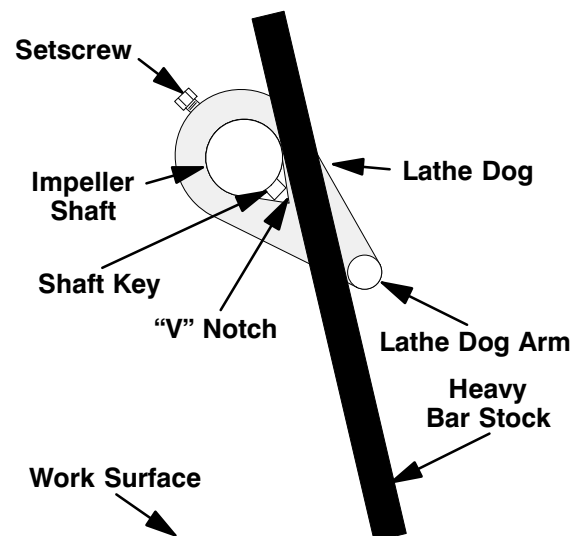 Setscrew
Impeller
Shaft
Lathe Dog
Shaft Key
“V” Notch
Lathe Dog Arm
Heavy
Bar Stock
Work Surface